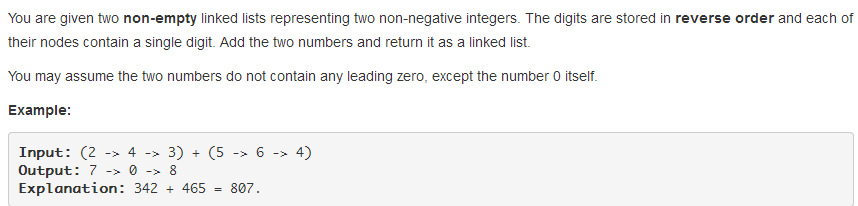 You are given two non-empty linked lists representing two non-negative integers. The digits are stored in reverse order and each of
their nodes contain a single digit. Add the two numbers and return it as a linked list.
You may assume the two numbers do not contain any leading zero, except the number 0 itself.
Example:
Input: (2 -> 4 -> 3) + (5 -> 6 -> 4)
Output: 7 -> 0 -> 8
Explanation: 342 + 465 = 807.